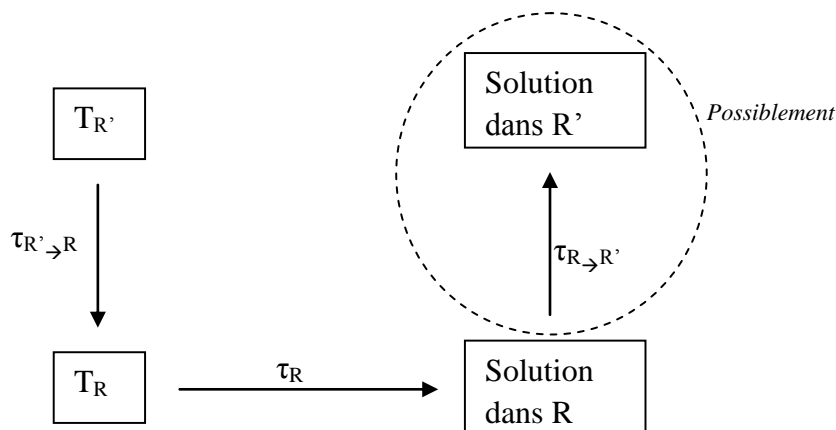 T_R’
Solution
dans R’
Possiblement
τ_R’→R
τ_R→R’
T_R
τ_R
Solution
dans R